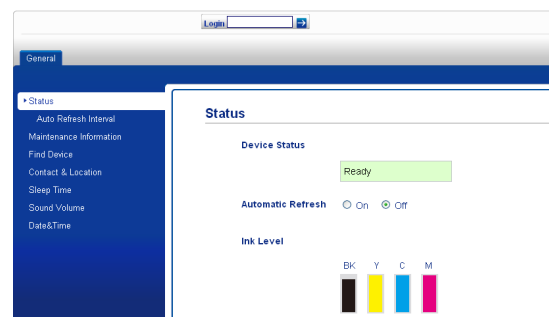 Login
General
Status
Auto Refresh Interval
Maintenance Information
Find Device
Contact & Location
Sleep Time
Sound Volume
Date&Time
Status
Device Status
Ready
Automatic Refresh On Off
Ink Level
BK Y C M